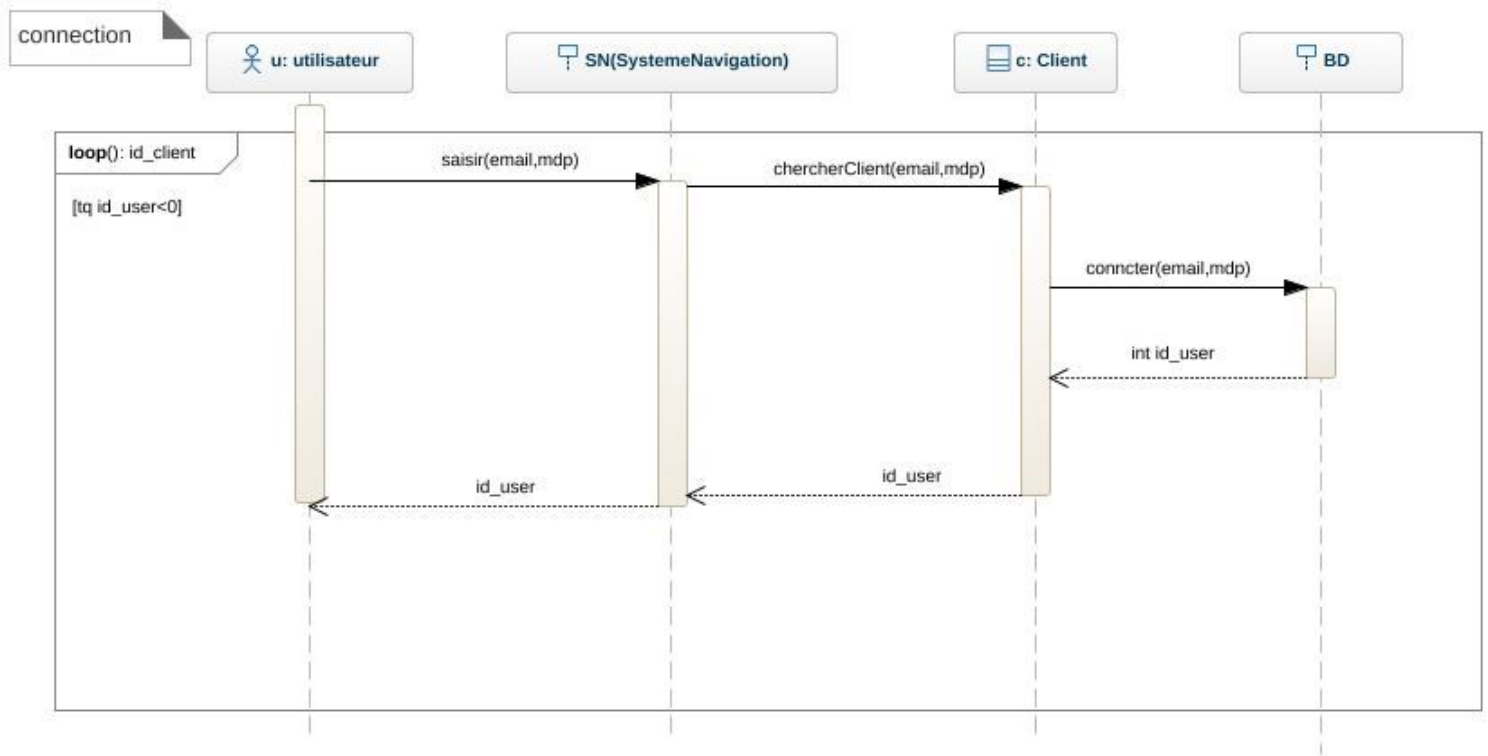 connection
u: utilisateur
SN(SystemeNavigation)
c: Client
BD
loop(): id_client
[tq id_user<0]
saisir(email,mdp)
chercherClient(email,mdp)
conncter(email,mdp)
int id_user
id_user
id_user